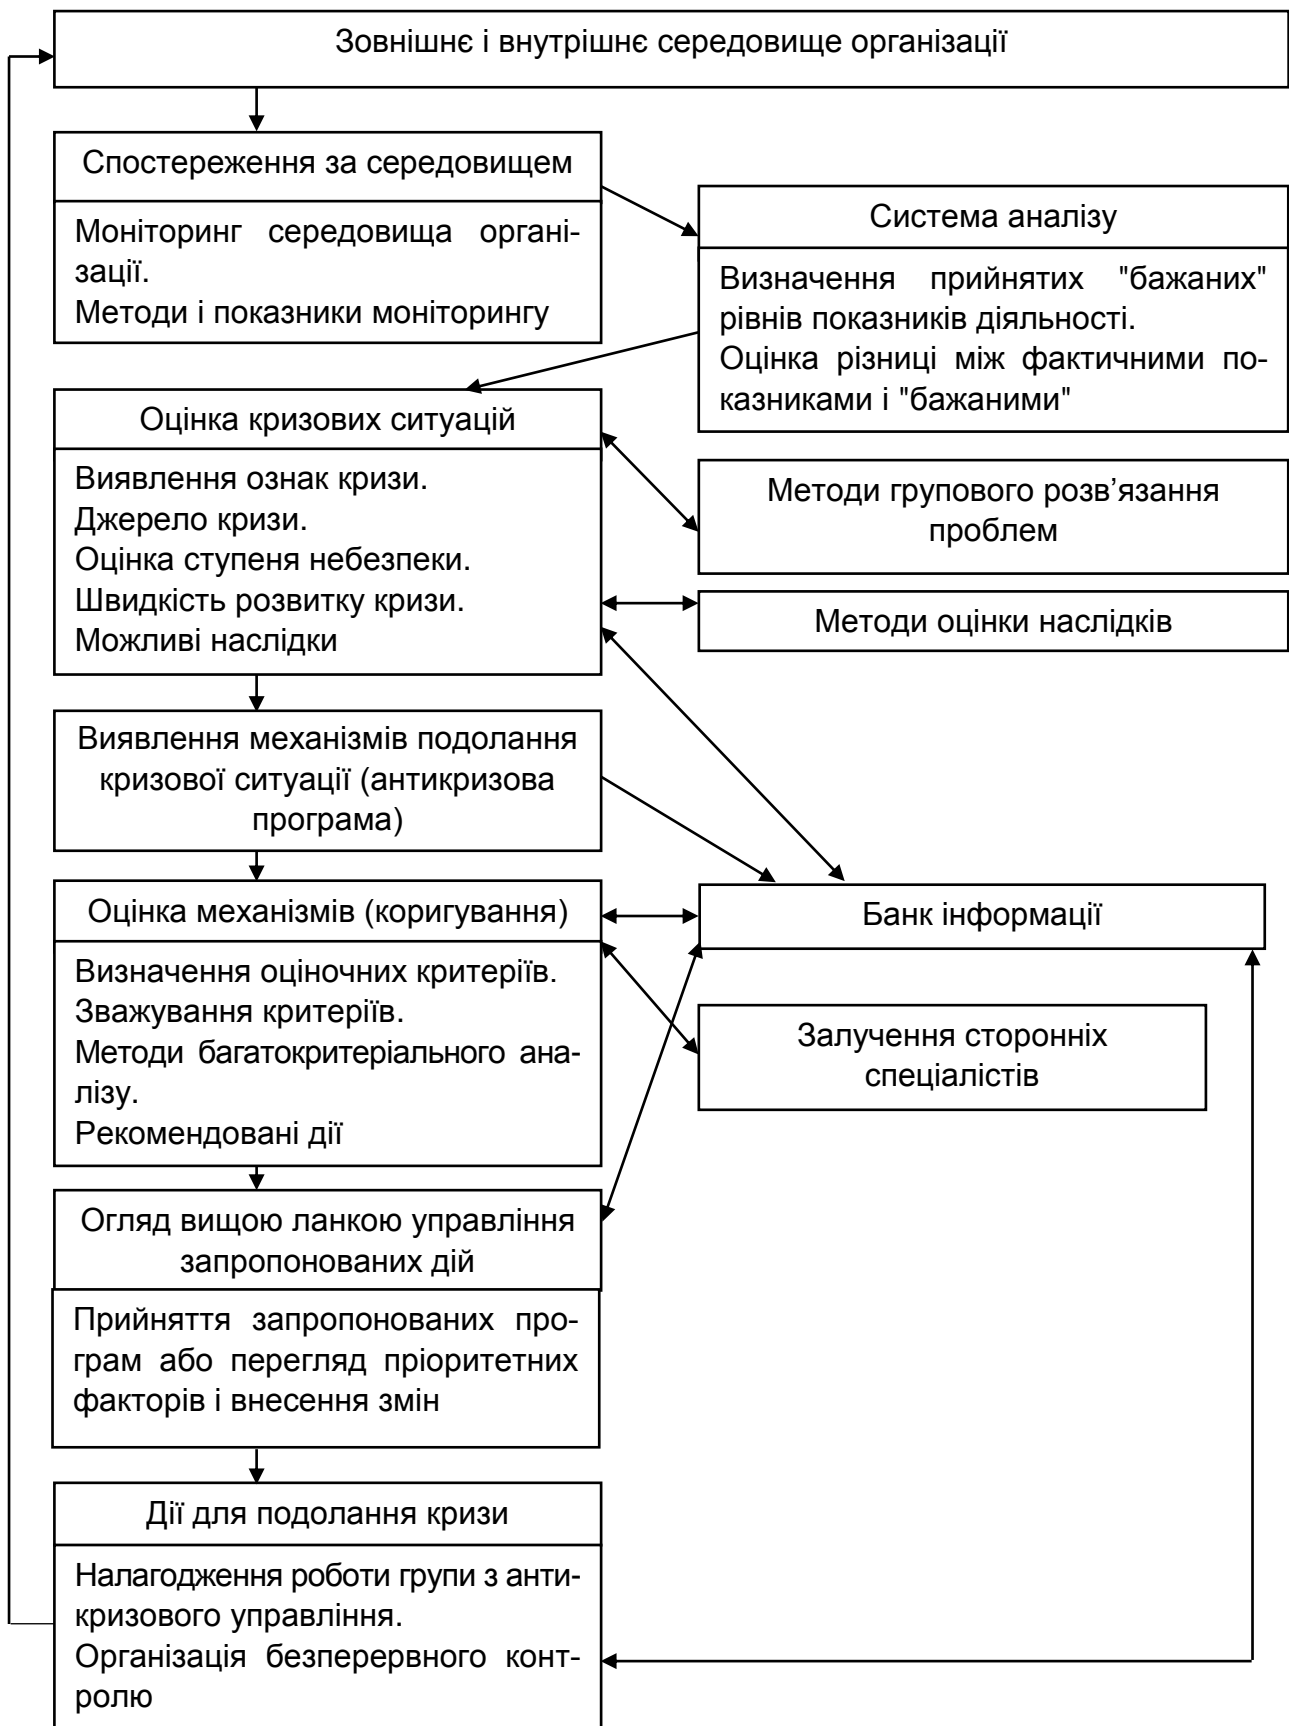 Зовнішнє і внутрішнє середовище організації
Спостереження за середовищем
Моніторинг середовища органі-
зації.
Методи і показники моніторингу
Система аналізу
Визначення прийнятих "бажаних"
рівнів показників діяльності.
Оцінка різниці між фактичними по-
казниками і "бажаними"
Оцінка кризових ситуацій
Виявлення ознак кризи.
Джерело кризи.
Оцінка ступеня небезпеки.
Швидкість розвитку кризи.
Можливі наслідки
Методи групового розв’язання
проблем
Методи оцінки наслідків
Виявлення механізмів подолання
кризової ситуації (антикризова
програма)
Оцінка механізмів (коригування)
Визначення оціночних критеріїв.
Зважування критеріїв.
Методи багатокритеріального ана-
лізу.
Рекомендовані дії
Банк інформації
Залучення сторонніх
спеціалістів
Огляд вищою ланкою управління
запропонованих дій
Прийняття запропонованих про-
грам або перегляд пріоритетних
факторів і внесення змін
Дії для подолання кризи
Налагодження роботи групи з анти-
кризового управління.
Організація безперервного конт-
ролю